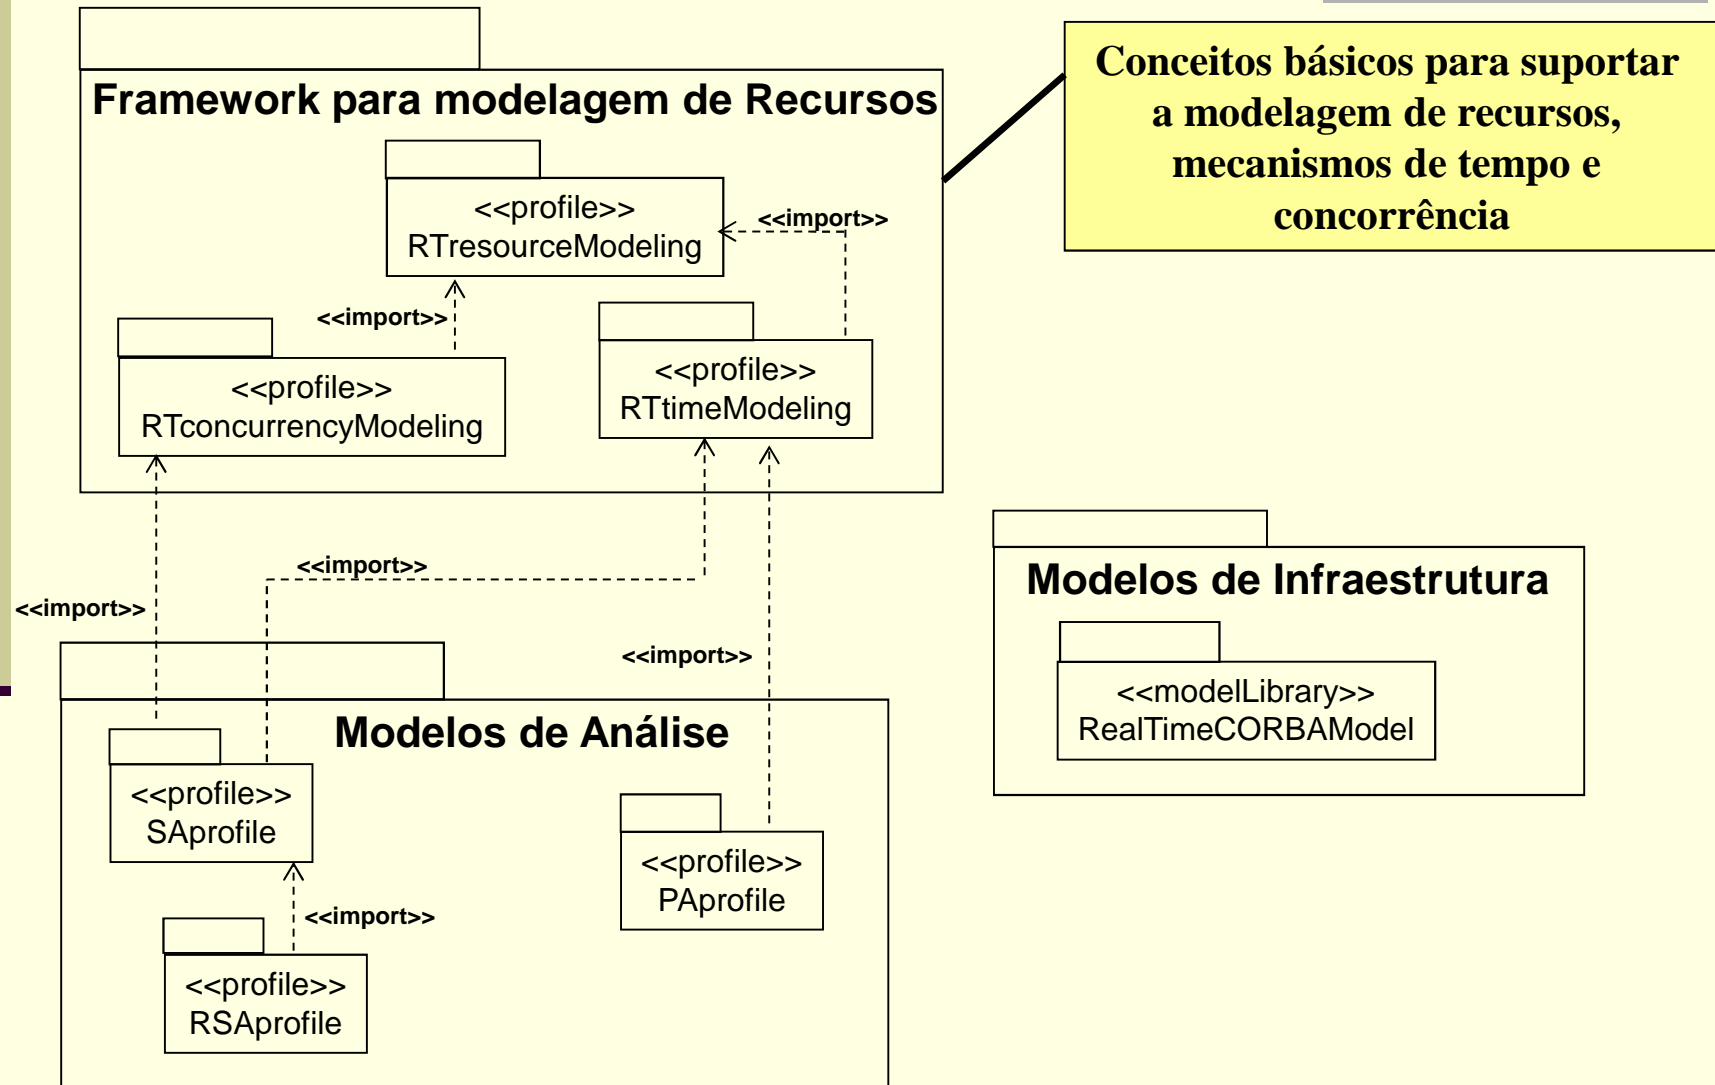 Framework para modelagem de Recursos
<<profile>>
RTresourceModeling
<<import>>
<<import>>
<<profile>>
RTconcurrencyModeling
<<profile>>
RTtimeModeling
Conceitos básicos para suportar
a modelagem de recursos,
mecanismos de tempo e
concorrência
<<import>>
<<import>>
<<import>>
Modelos de Análise
<<profile>>
SAprofile
<<import>>
<<profile>>
RSAprofile
<<profile>>
PAprofile
Modelos de Infraestrutura
<<modelLibrary>>
RealTimeCORBAModel